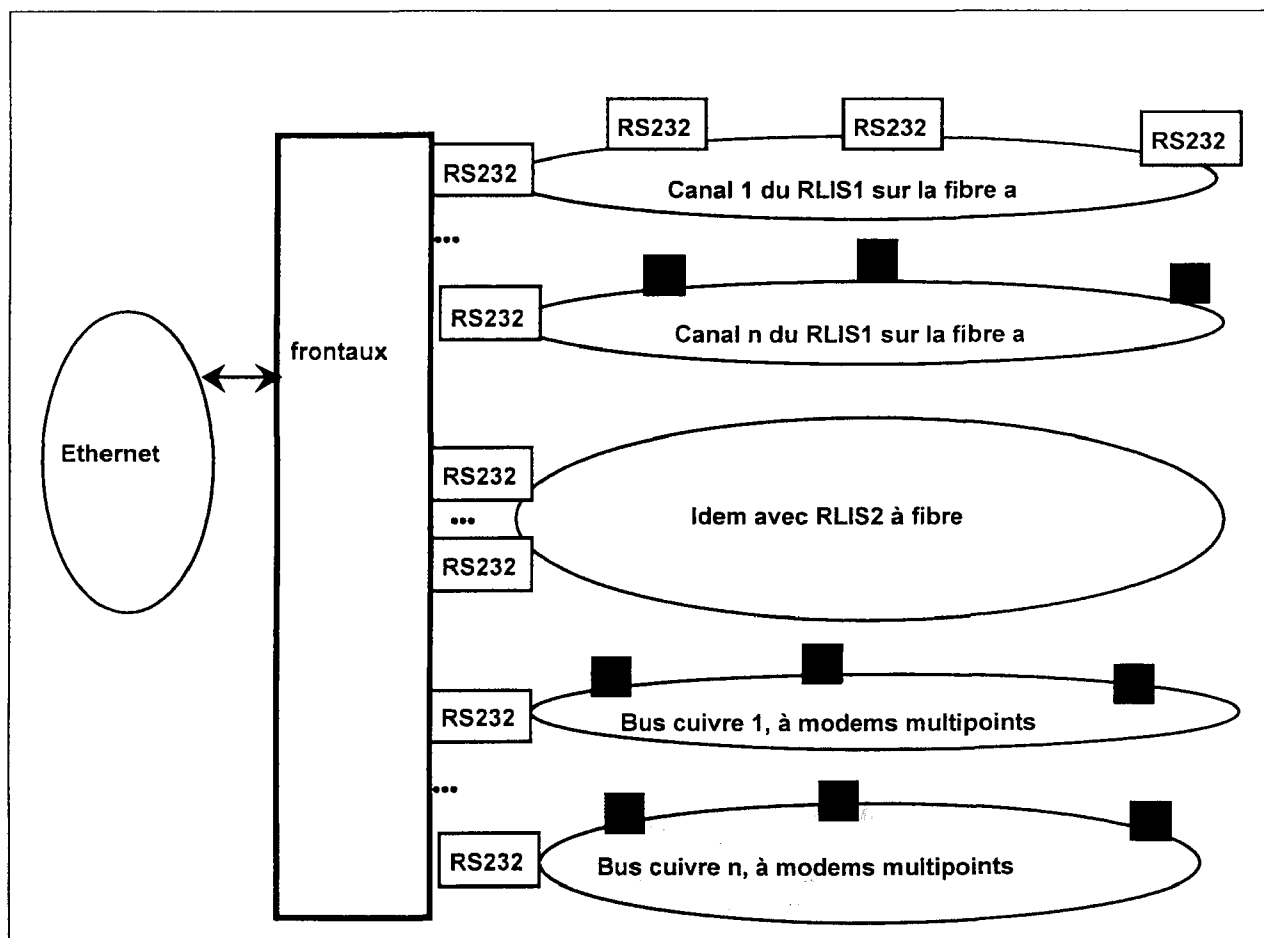 RS232
RS232
RS232
RS232
Canal 1 du RLIS1 sur la fibre a
...
RS232
Canal n du RLIS1 sur la fibre a
frontaux
Ethernet
RS232
...
Idem avec RLIS2 à fibre
RS232
RS232
Bus cuivre 1, à modems multipoints
...
RS232
Bus cuivre n, à modems multipoints